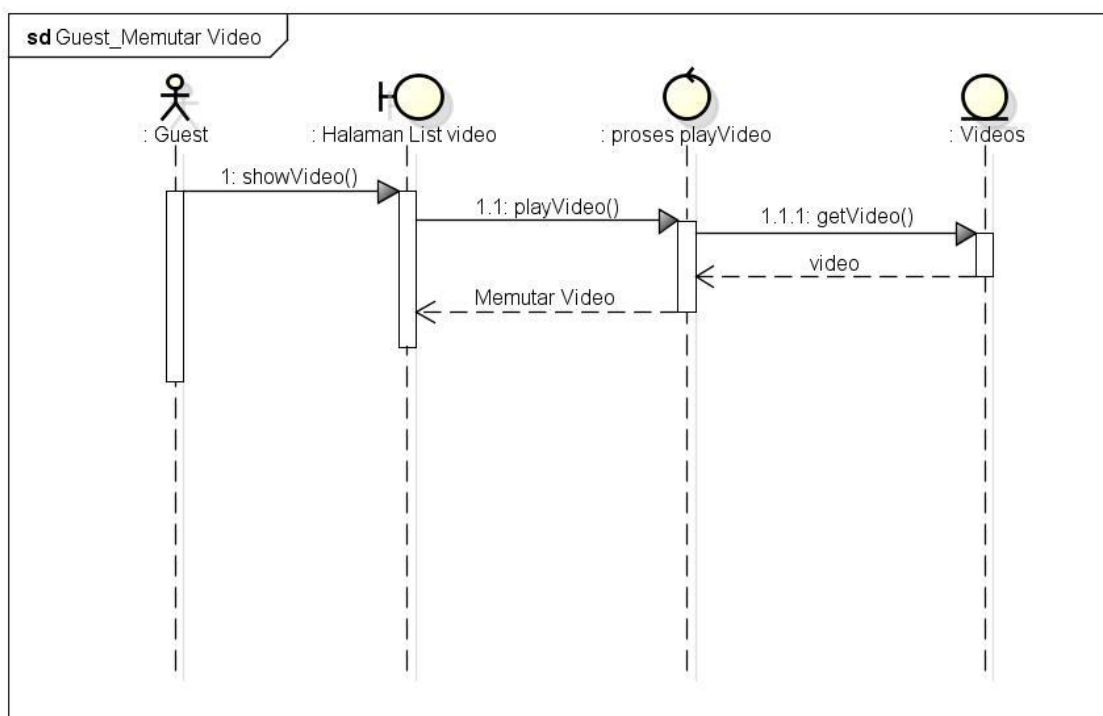 sd Guest_Memutar Video
: Guest
: Halaman List video
: proses playVideo
: Videos
1: showVideo()
1.1: playVideo()
1.1.1: getVideo()
video
Memutar Video